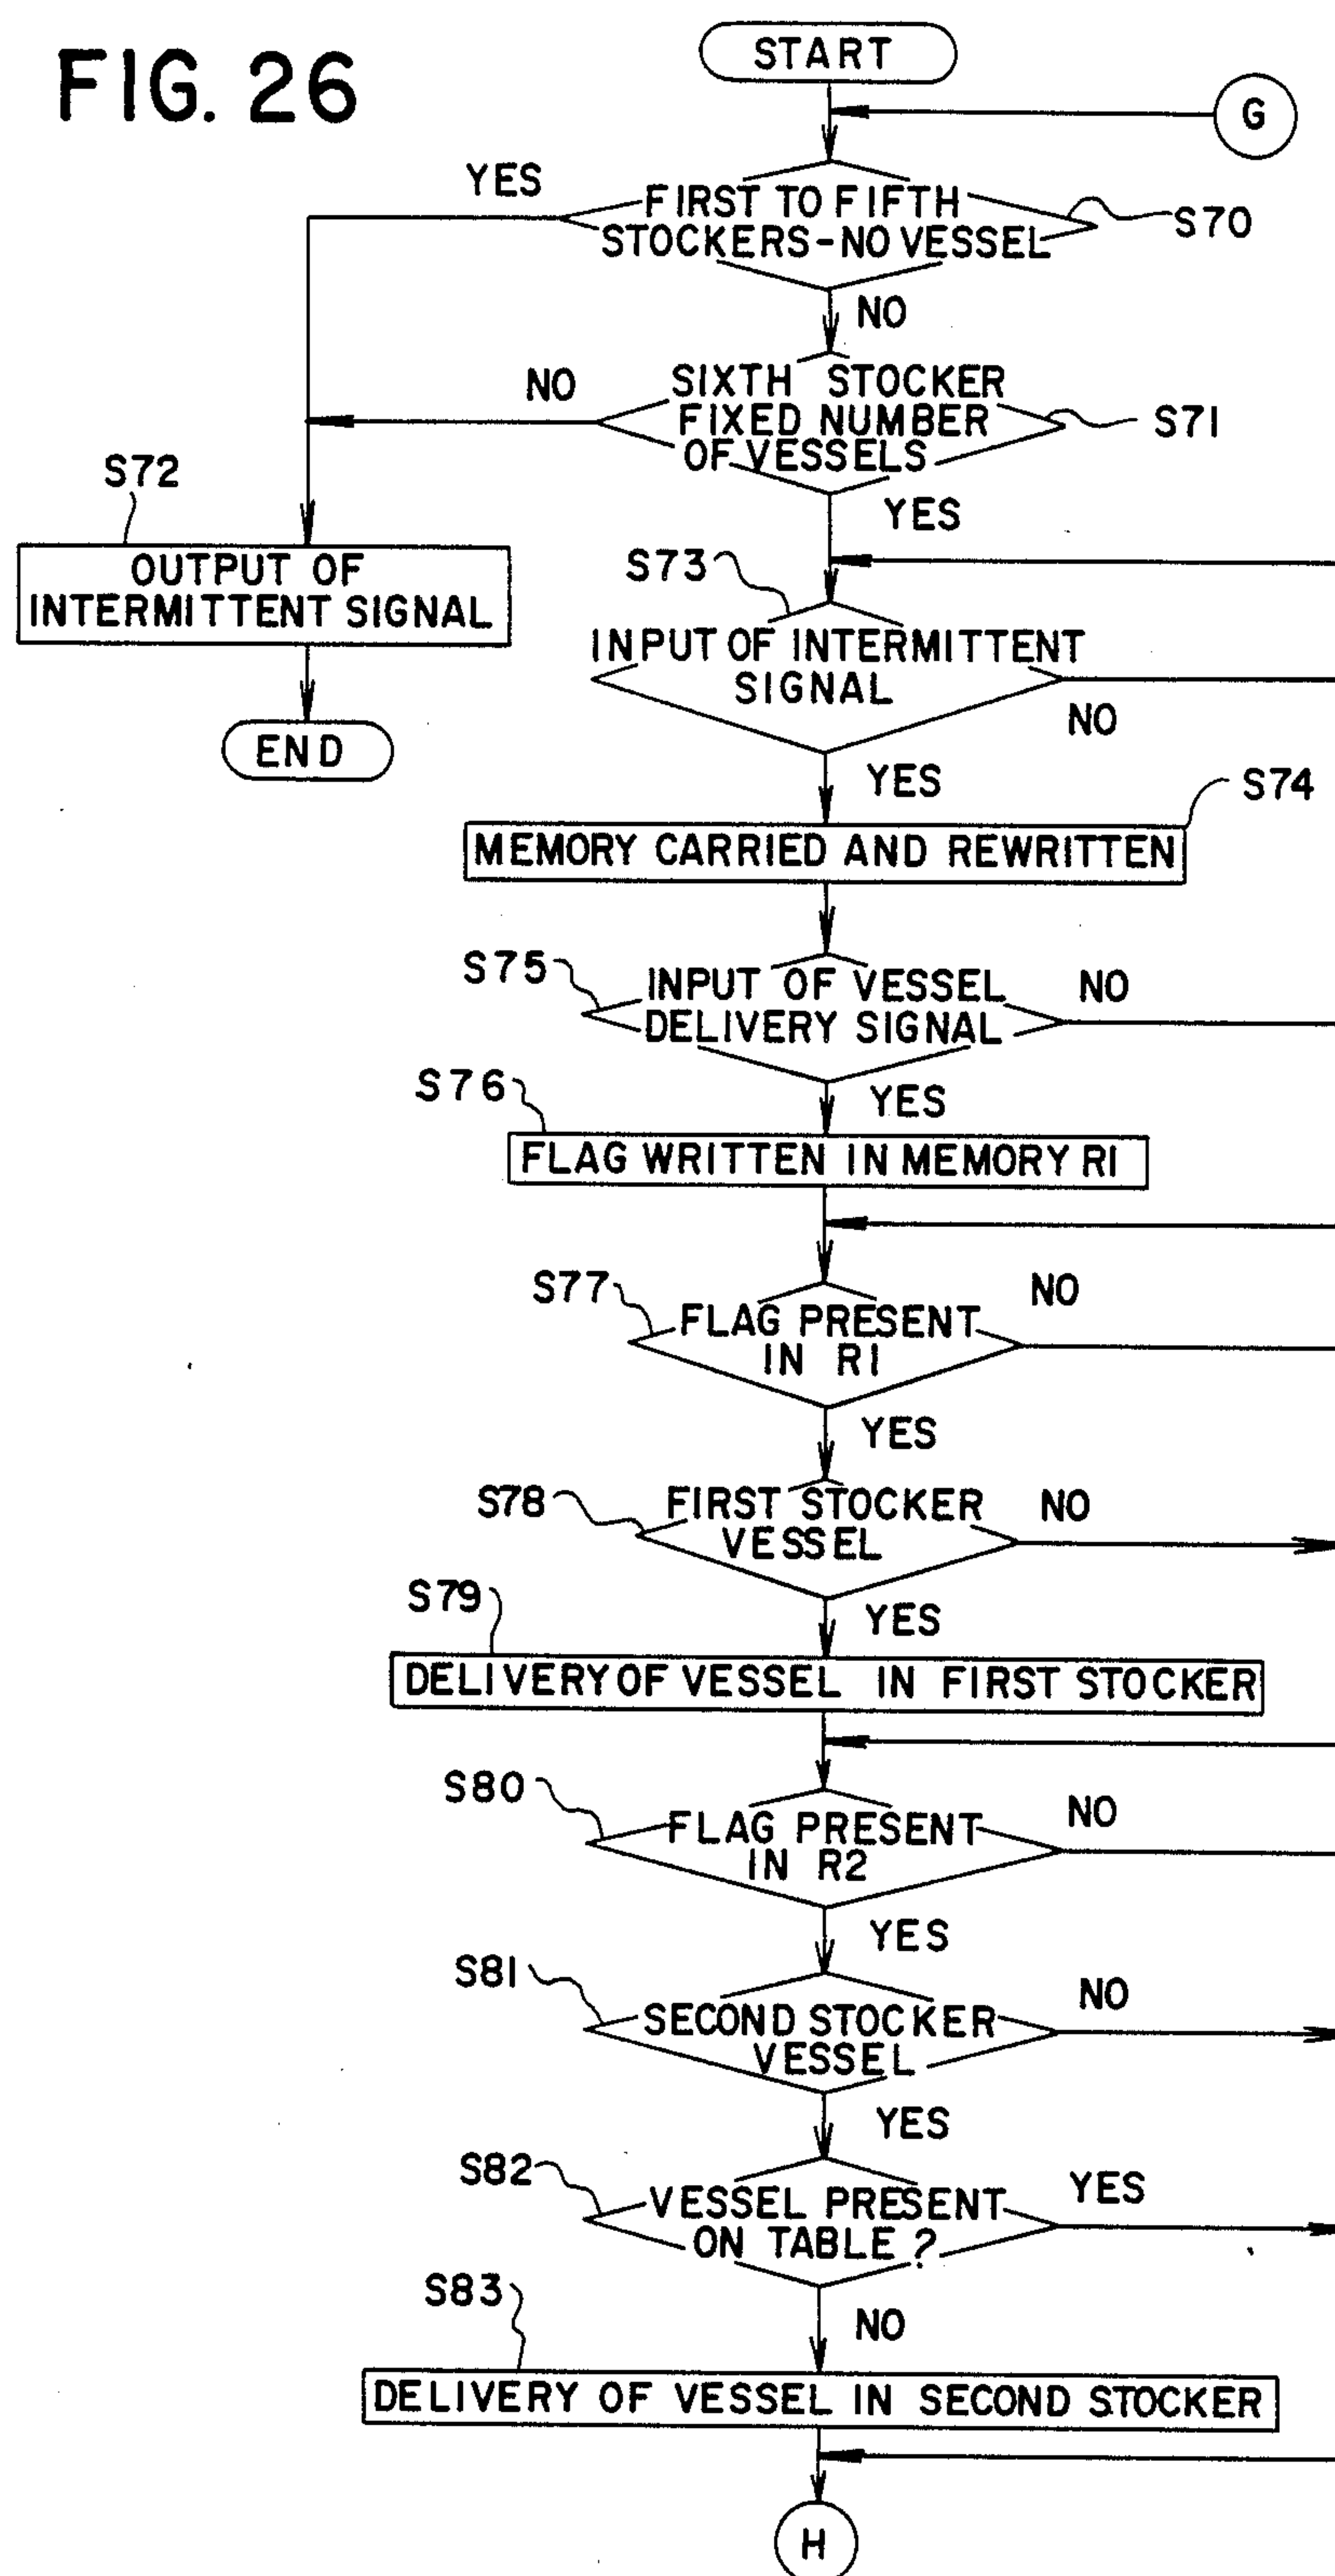 FIG. 26
START
G
YES
FIRST TO FIFTH
STOCKERS-NO VESSEL
S70
NO
NO
SIXTH STOCKER
FIXED NUMBER
OF VESSELS
S71
YES
S72
OUTPUT OF
INTERMITTENT SIGNAL
END
S73
INPUT OF INTERMITTENT
SIGNAL
NO
YES
S74
MEMORY CARRIED AND REWRITTEN
S75
INPUT OF VESSEL
DELIVERY SIGNAL
NO
YES
S76
FLAG WRITTEN IN MEMORY R1
S77
FLAG PRESENT
IN R1
NO
YES
S78
FIRST STOCKER
VESSEL
NO
YES
S79
DELIVERY OF VESSEL IN FIRST STOCKER
S80
FLAG PRESENT
IN R2
NO
YES
S81
SECOND STOCKER
VESSEL
NO
YES
S82
VESSEL PRESENT
ON TABLE ?
YES
NO
S83
DELIVERY OF VESSEL IN SECOND STOCKER
H